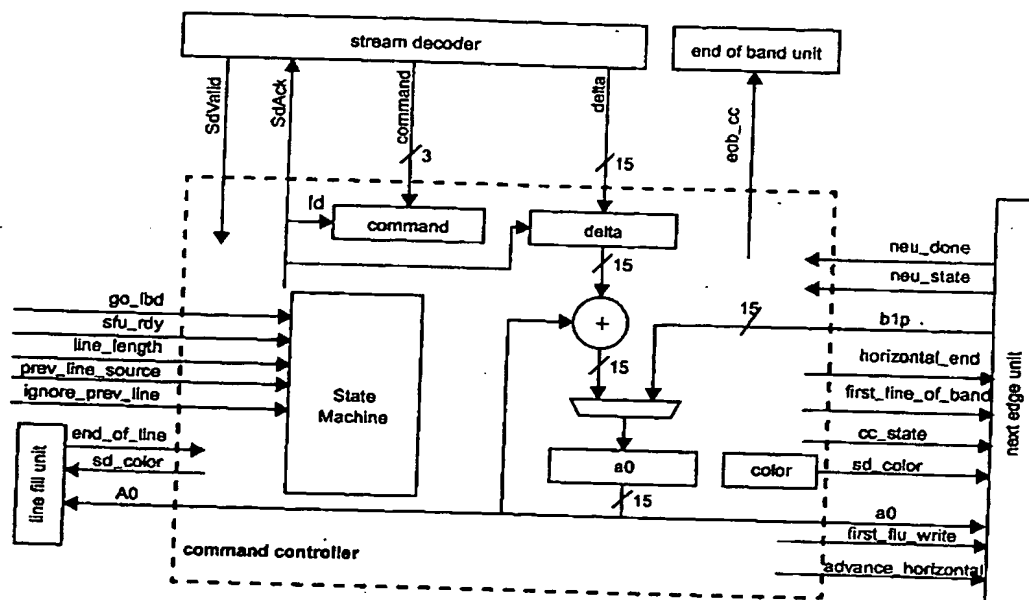 stream decoder
end of band unit
SdValid
SdAck
command
delta
eob_cc
3
15
ld
command
delta
15
neu_done
neu_state
b1p
15
go_lbd
sfu_rdy
line_length
prev_line_source
ignore_prev_line
State
Machine
+
15
horizontal_end
first_line_of_band
cc_state
sd_color
next edge unit
end_of_line
sd_color
A0
line fill unit
a0
color
15
a0
first_flu_write
advance_horizontal
command controller